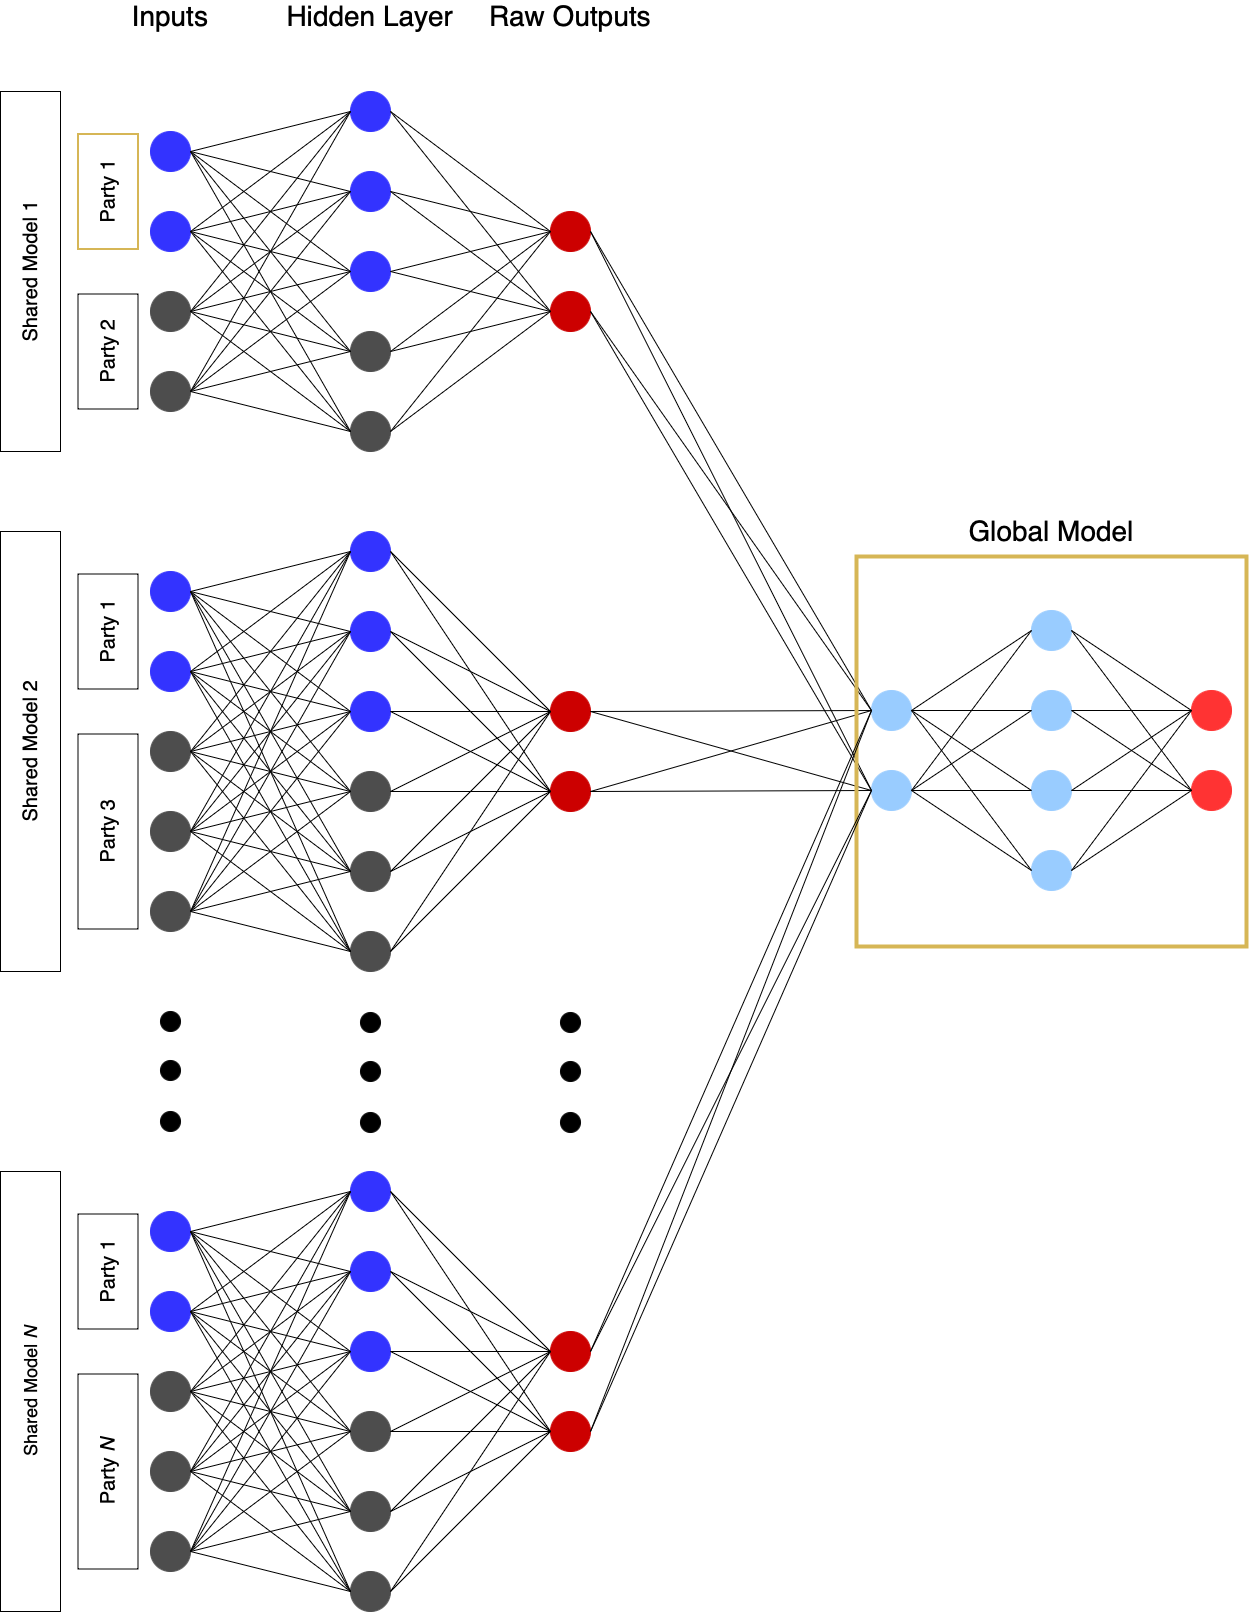 Inputs
Hidden Layer
Raw Outputs
Shared Model 1
Party 1
Party 2
Global Model
Shared Model 2
Party 1
Party 3
Shared Model N
Party 1
Party N